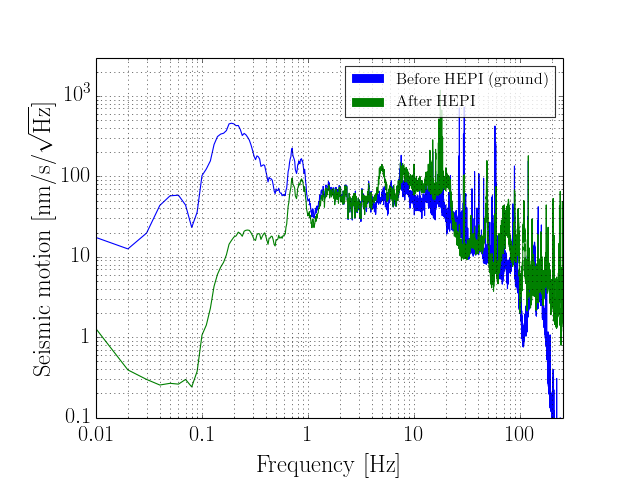 Before HEPI (ground)
After HEPI
Seismic motion [nm/s/√Hz]
10³
100
10
1
0.1
0.01 0.1 1 10 100
Frequency [Hz]